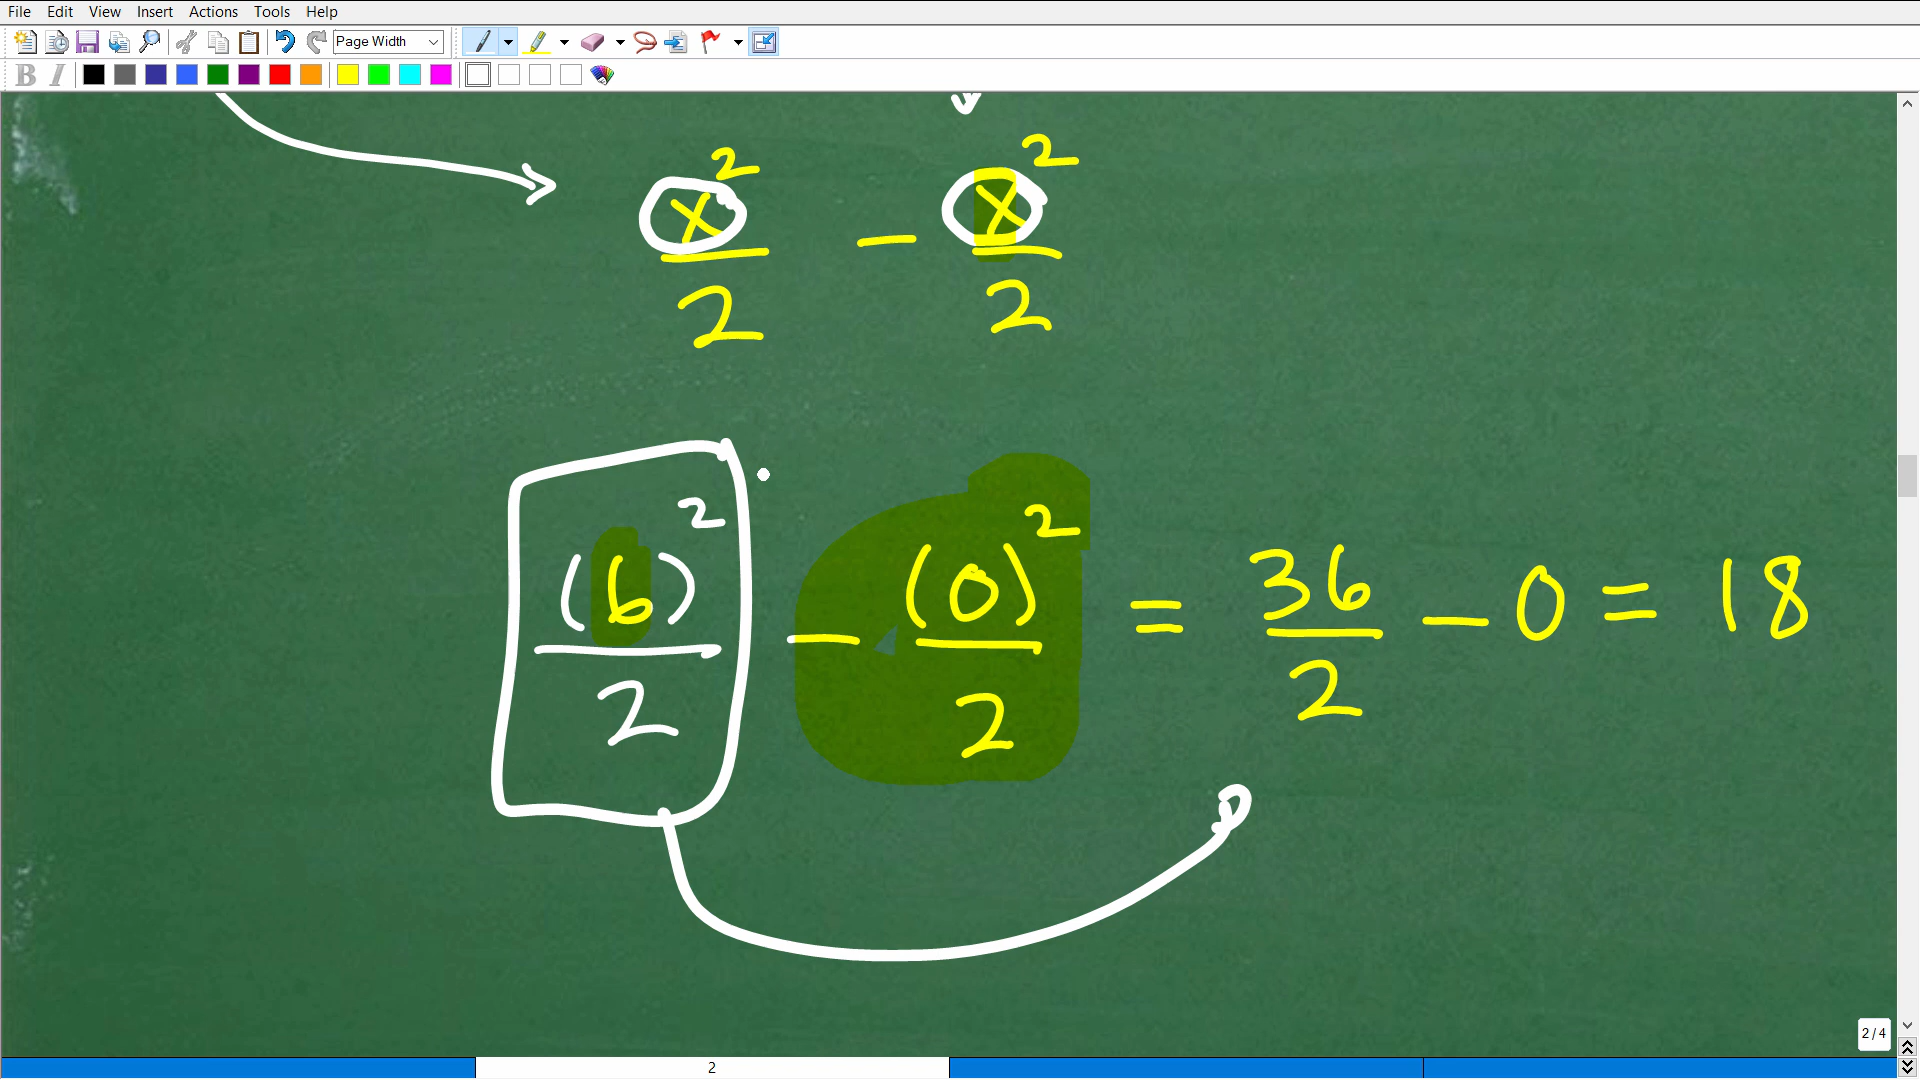 File Edit View Insert Actions Tools Help
Page Width
B I
x²/2 − x²/2
(6)²/2 − (0)²/2 = 36/2 − 0 = 18
2 / 4
2